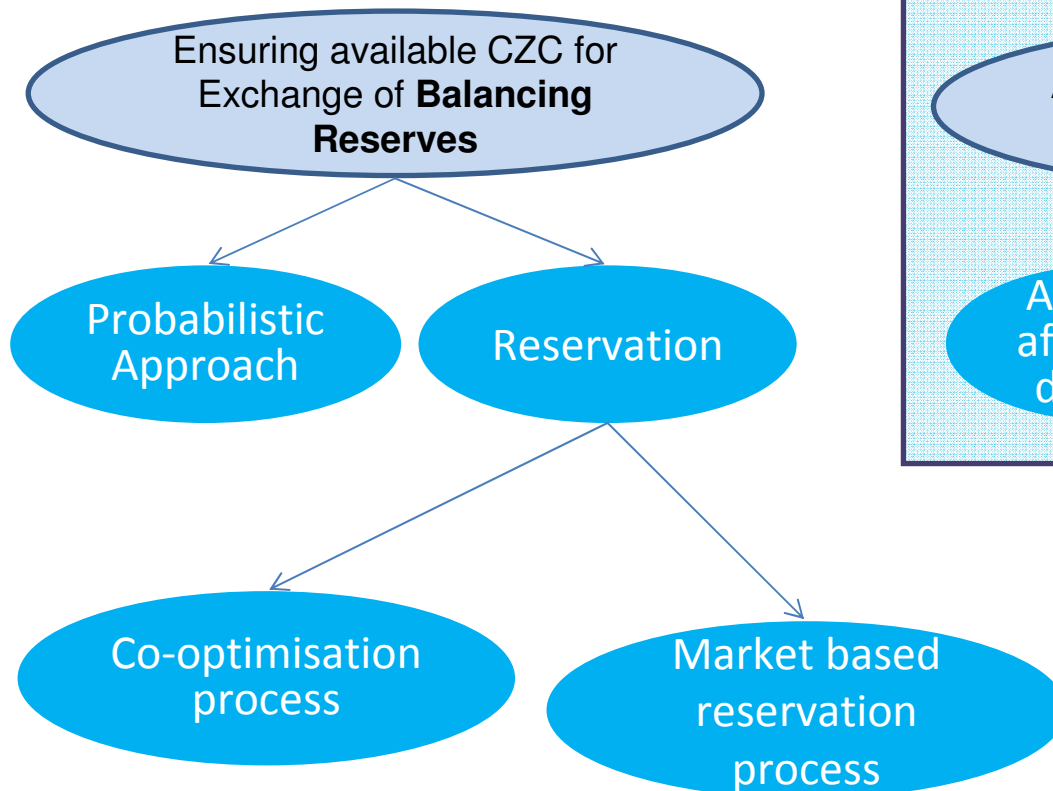 Ensuring available CZC for
Exchange of Balancing
Reserves
Probabilistic
Approach
Reservation
Co-optimisation
process
Market based
reservation
process